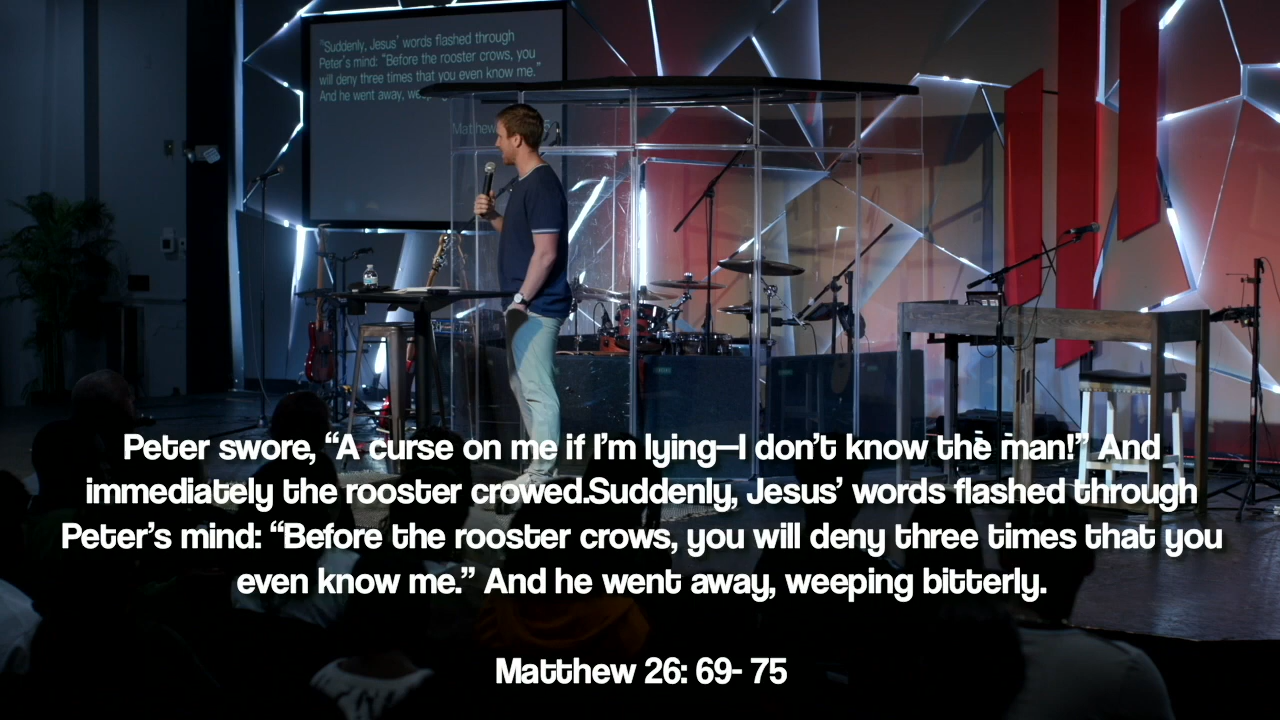 "Suddenly, Jesus' words flashed through
Peter's mind: "Before the rooster crows, you
will deny three times that you even know me."
And he went away,
Matthew
Peter swore, “A curse on me if I’m lying—I don’t know the man!” And
immediately the rooster crowed.Suddenly, Jesus’ words flashed through
Peter’s mind: “Before the rooster crows, you will deny three times that you
even know me.” And he went away, weeping bitterly.
Matthew 26: 69- 75